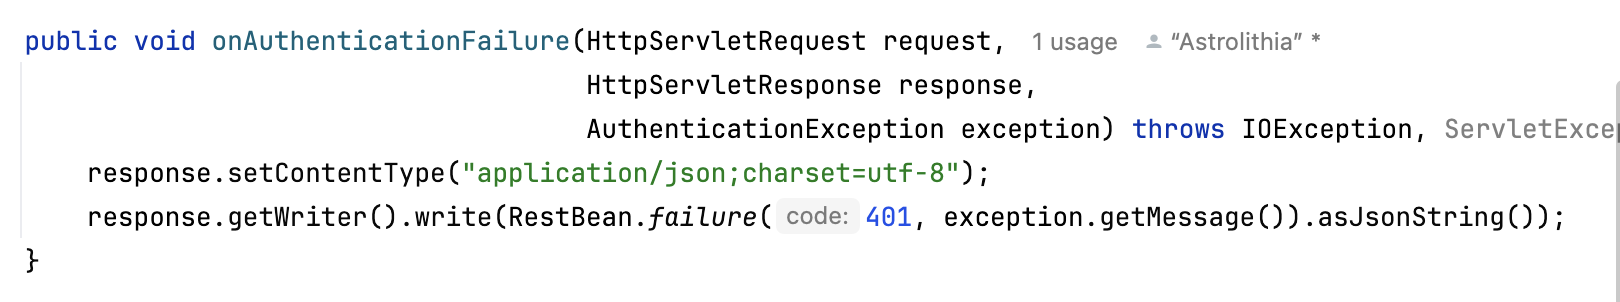 public void onAuthenticationFailure(HttpServletRequest request, 1 usage “Astrolithia” *
HttpServletResponse response,
AuthenticationException exception) throws IOException, ServletExce
response.setContentType("application/json;charset=utf-8");
response.getWriter().write(RestBean.failure( code: 401, exception.getMessage()).asJsonString());
}